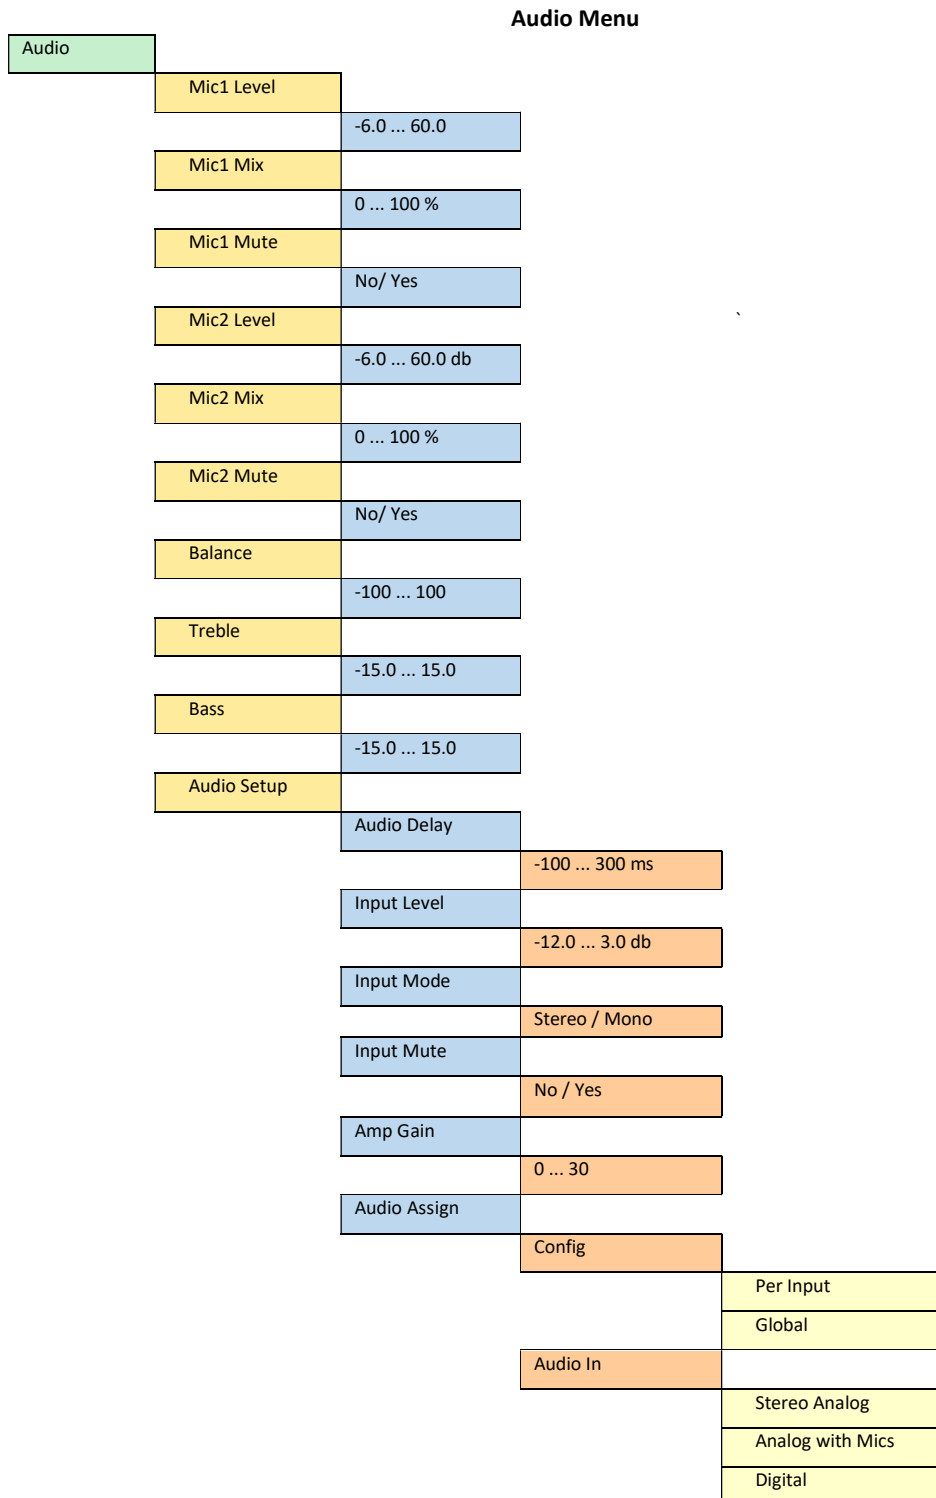 Audio Menu
Audio
Mic1 Level
-6.0 ... 60.0
Mic1 Mix
0 ... 100 %
Mic1 Mute
No/ Yes
Mic2 Level
`
-6.0 ... 60.0 db
Mic2 Mix
0 ... 100 %
Mic2 Mute
No/ Yes
Balance
-100 ... 100
Treble
-15.0 ... 15.0
Bass
-15.0 ... 15.0
Audio Setup
Audio Delay
-100 ... 300 ms
Input Level
-12.0 ... 3.0 db
Input Mode
Stereo / Mono
Input Mute
No / Yes
Amp Gain
0 ... 30
Audio Assign
Config
Per Input
Global
Audio In
Stereo Analog
Analog with Mics
Digital